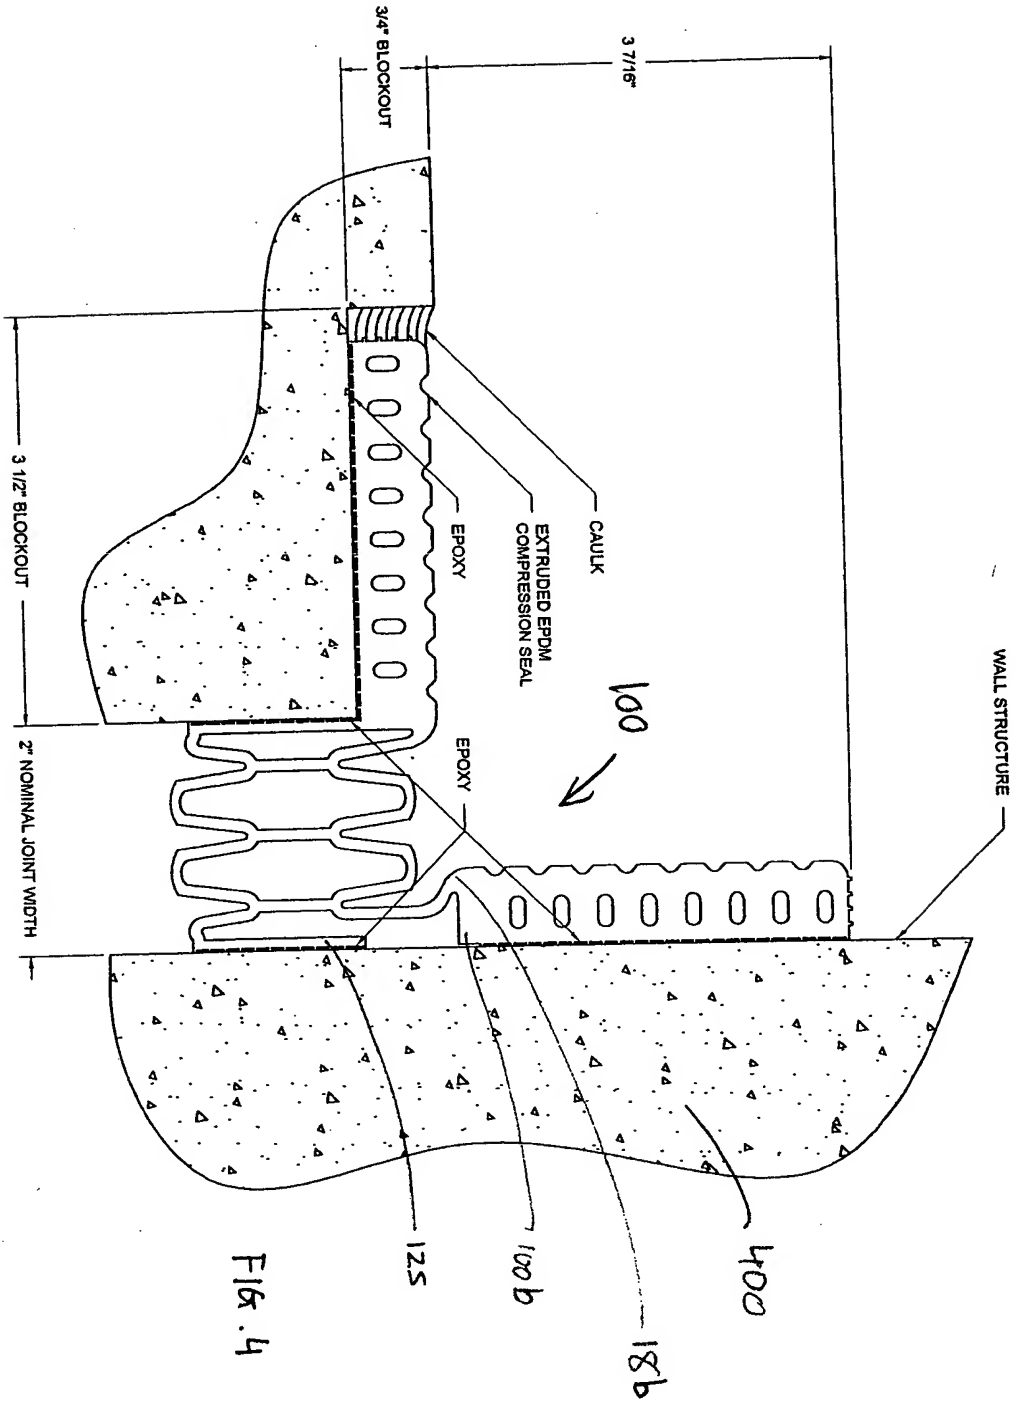 WALL STRUCTURE
3 7/16"
3/4" BLOCKOUT
CAULK
EXTRUDED EPDM
COMPRESSION SEAL
EPOXY
100
EPOXY
3 1/2" BLOCKOUT
2" NOMINAL JOINT WIDTH
400
18b
100b
125
FIG. 4